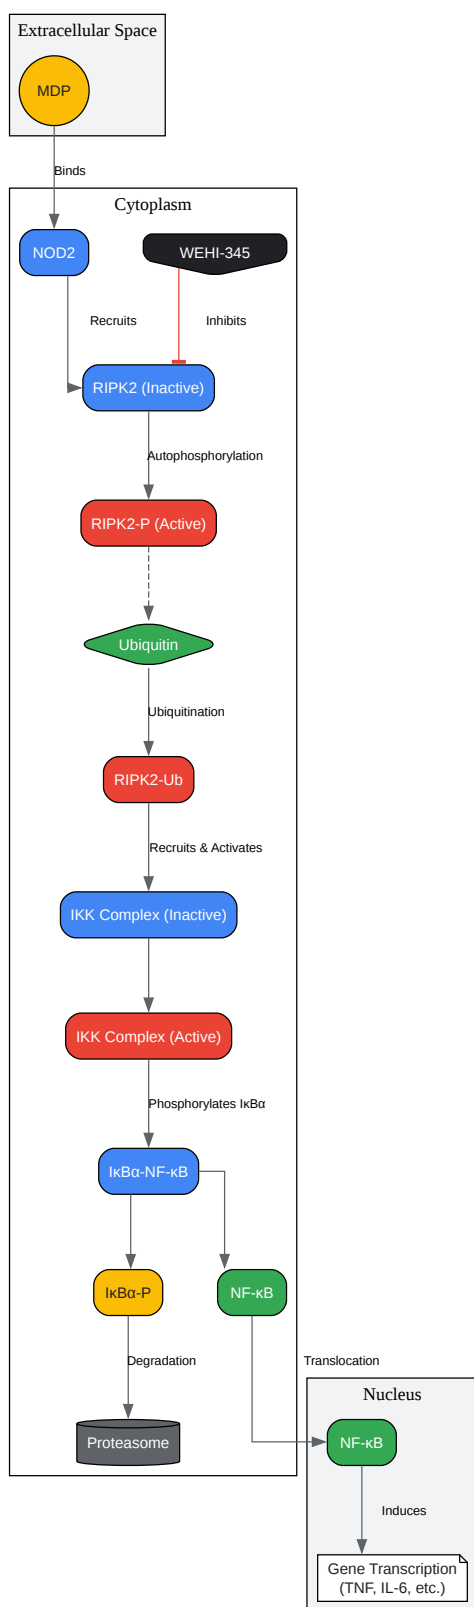 Extracellular Space
MDP
Binds
Cytoplasm
NOD2
WEHI-345
Recruits
Inhibits
RIPK2 (Inactive)
Autophosphorylation
RIPK2-P (Active)
Ubiquitin
Ubiquitination
RIPK2-Ub
Recruits & Activates
IKK Complex (Inactive)
IKK Complex (Active)
Phosphorylates IκBα
IκBα-NF-κB
IκBα-P
NF-κB
Degradation
Translocation
Nucleus
Proteasome
NF-κB
Induces
Gene Transcription
(TNF, IL-6, etc.)